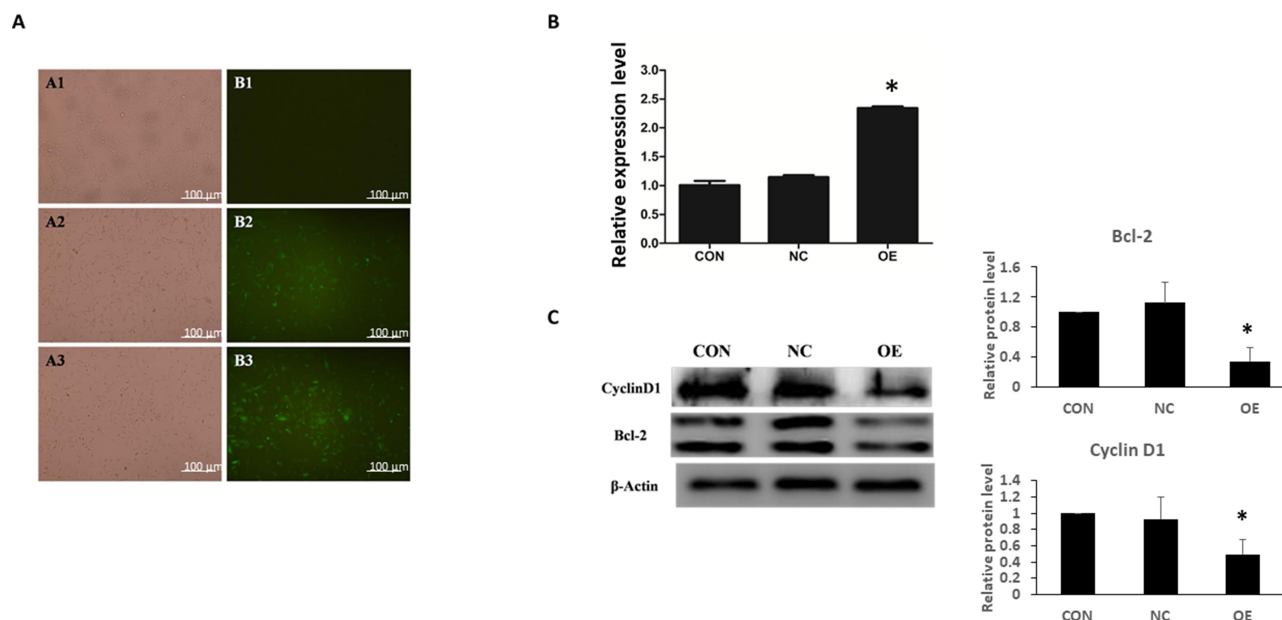 A
A1
B1
100 µm
100 µm
A2
B2
100 µm
100 µm
A3
B3
100 µm
100 µm
B
Relative expression level
3.0
2.5
2.0
1.5
1.0
0.5
0.0
*
CON NC OE
C
CON NC OE
CyclinD1
Bcl-2
β-Actin
Bcl-2
Relative protein level
1.6
1.2
0.8
0.4
0
*
CON NC OE
Cyclin D1
Relative protein level
1.4
1.2
1
0.8
0.6
0.4
0.2
0
*
CON NC OE